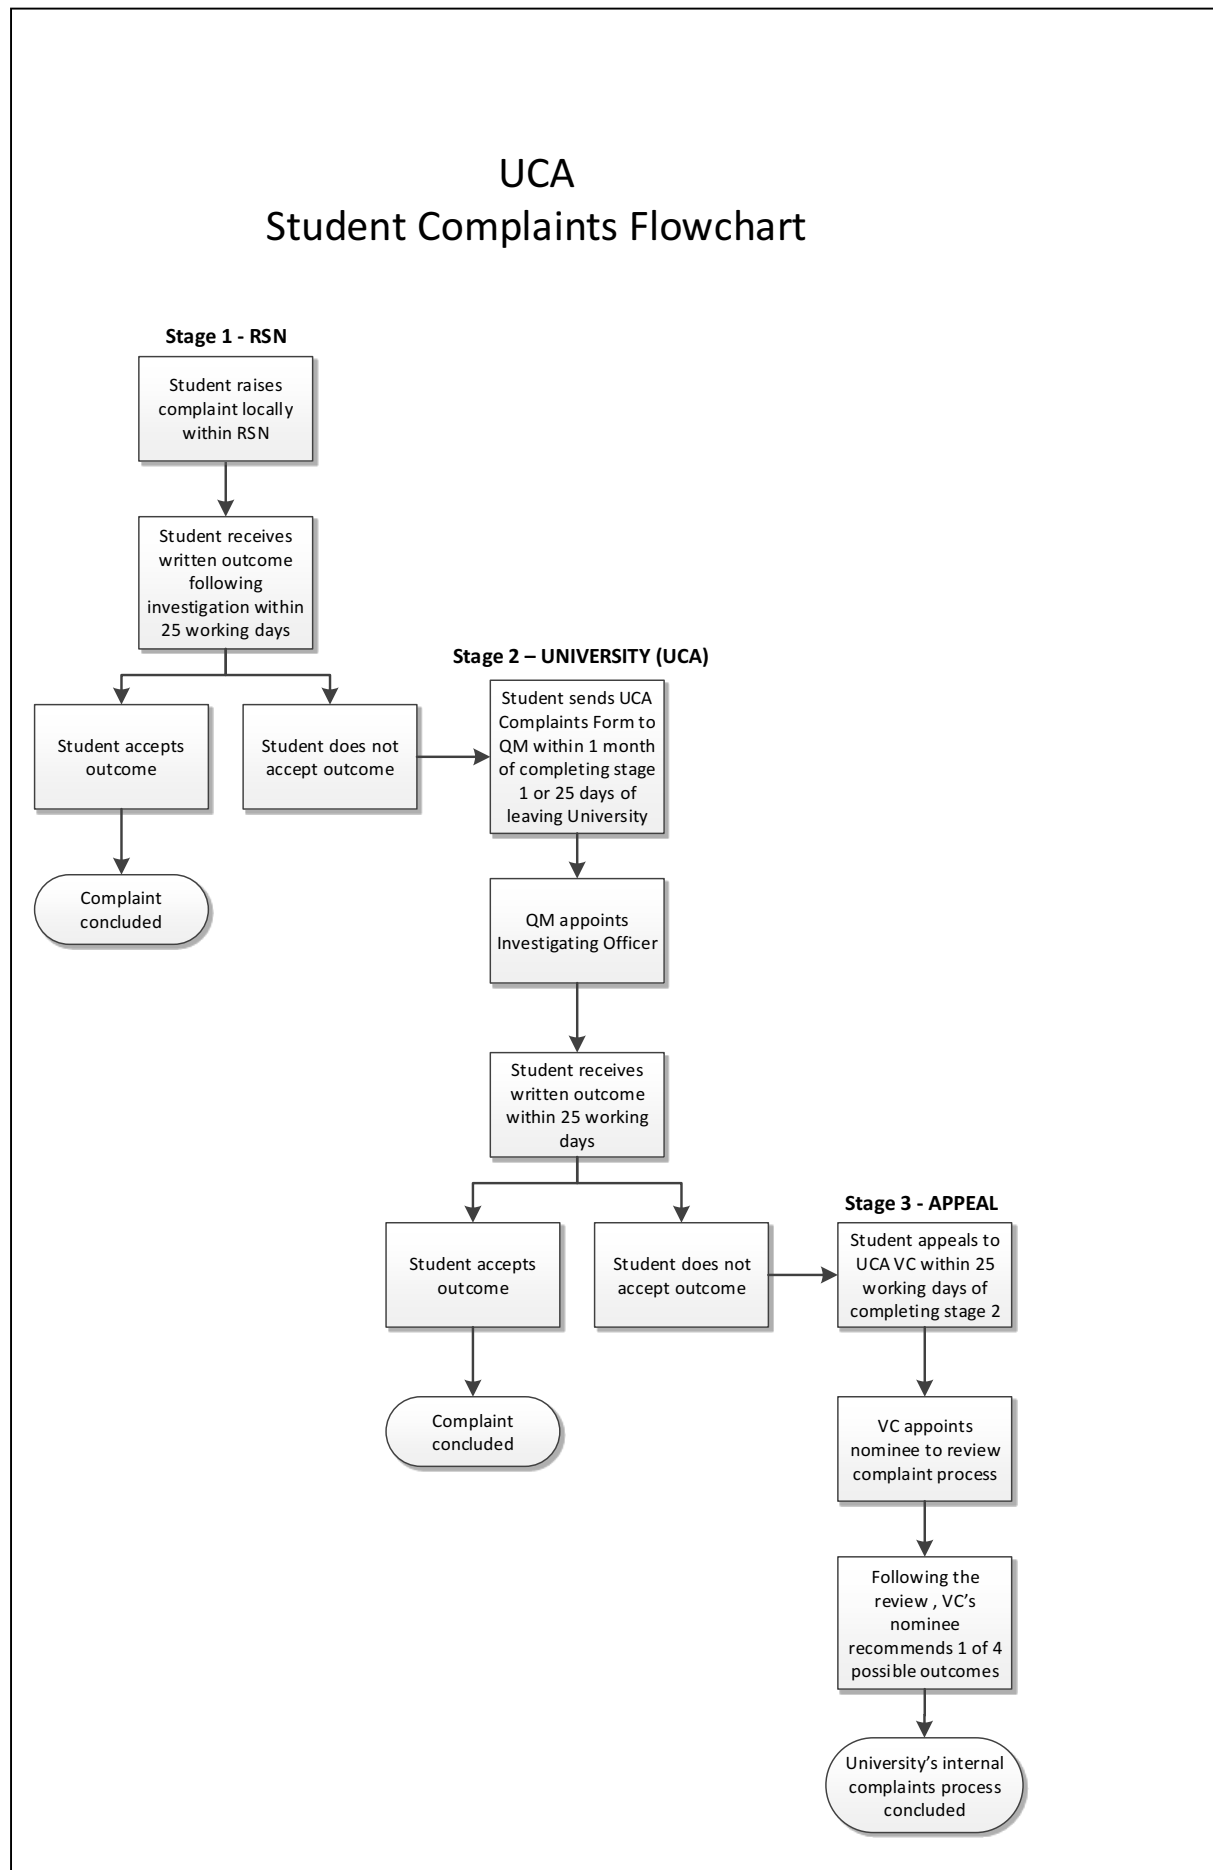 UCA
Student Complaints Flowchart
Stage 1 - RSN
Student raises
complaint locally
within RSN
Student receives
written outcome
following
investigation within
25 working days
Student accepts
outcome
Student does not
accept outcome
Complaint
concluded
Stage 2 – UNIVERSITY (UCA)
Student sends UCA
Complaints Form to
QM within 1 month
of completing stage
1 or 25 days of
leaving University
QM appoints
Investigating Officer
Student receives
written outcome
within 25 working
days
Student accepts
outcome
Student does not
accept outcome
Complaint
concluded
Stage 3 - APPEAL
Student appeals to
UCA VC within 25
working days of
completing stage 2
VC appoints
nominee to review
complaint process
Following the
review , VC’s
nominee
recommends 1 of 4
possible outcomes
University’s internal
complaints process
concluded